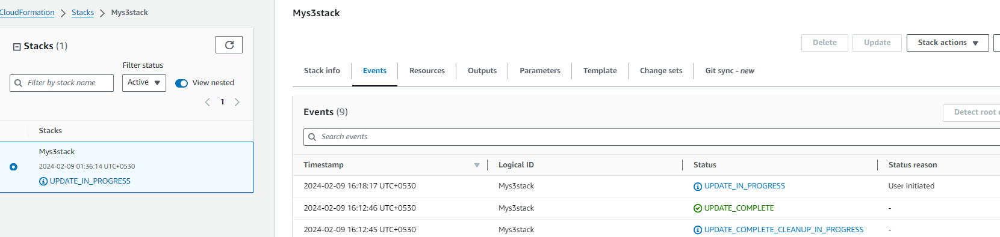 CloudFormation > Stacks > Mys3stack
Stacks (1)
Filter status
Filter by stack name
Active
View nested
1
Stacks
Mys3stack
2024-02-09 01:36:14 UTC+0530
UPDATE_IN_PROGRESS
Mys3stack
Delete Update Stack actions
Stack info Events Resources Outputs Parameters Template Change sets Git sync - new
Events (9)
Detect root
Search events
Timestamp Logical ID Status Status reason
2024-02-09 16:18:17 UTC+0530 Mys3stack UPDATE_IN_PROGRESS User Initiated
2024-02-09 16:12:46 UTC+0530 Mys3stack UPDATE_COMPLETE -
2024-02-09 16:12:45 UTC+0530 Mys3stack UPDATE_COMPLETE_CLEANUP_IN_PROGRESS -